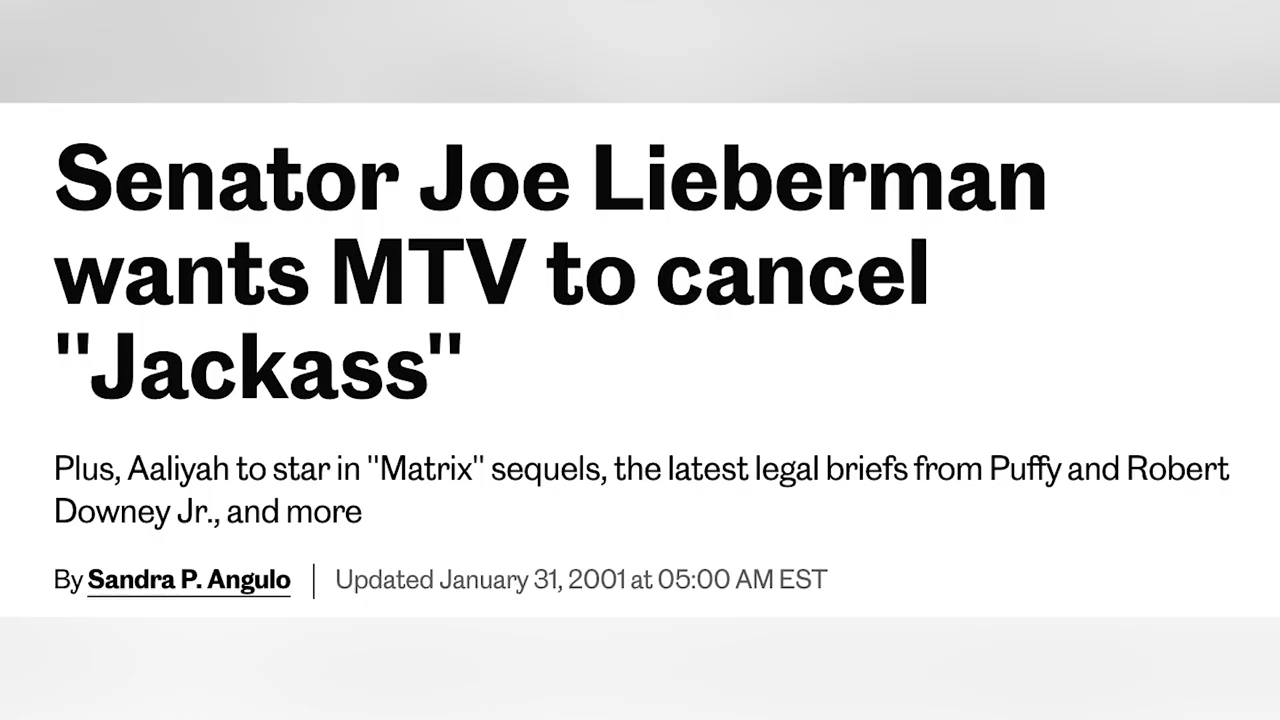 Senator Joe Lieberman
wants MTV to cancel
"Jackass"
Plus, Aaliyah to star in "Matrix" sequels, the latest legal briefs from Puffy and Robert
Downey Jr., and more
By Sandra P. Angulo | Updated January 31, 2001 at 05:00 AM EST